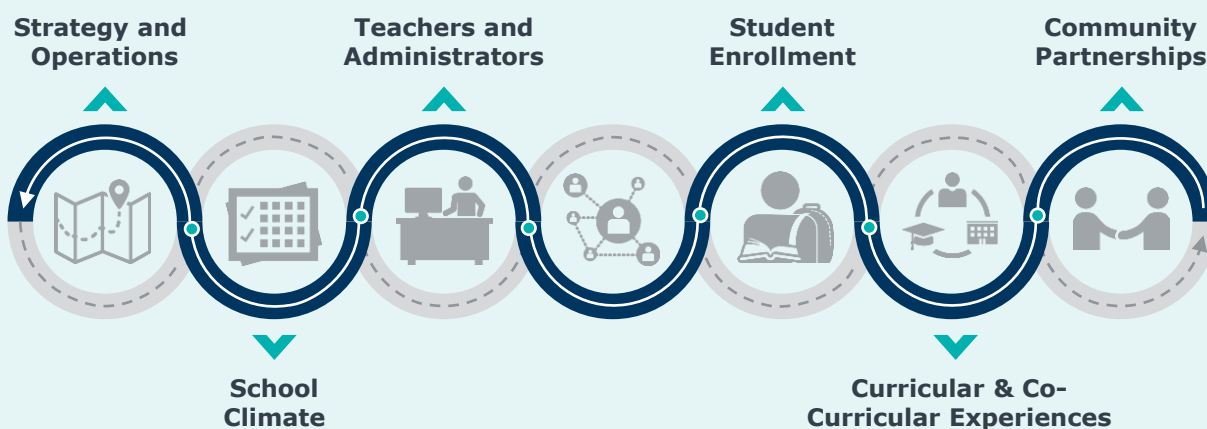 Strategy and
Operations
Teachers and
Administrators
Student
Enrollment
Community
Partnerships
School
Climate
Curricular & Co-
Curricular Experiences